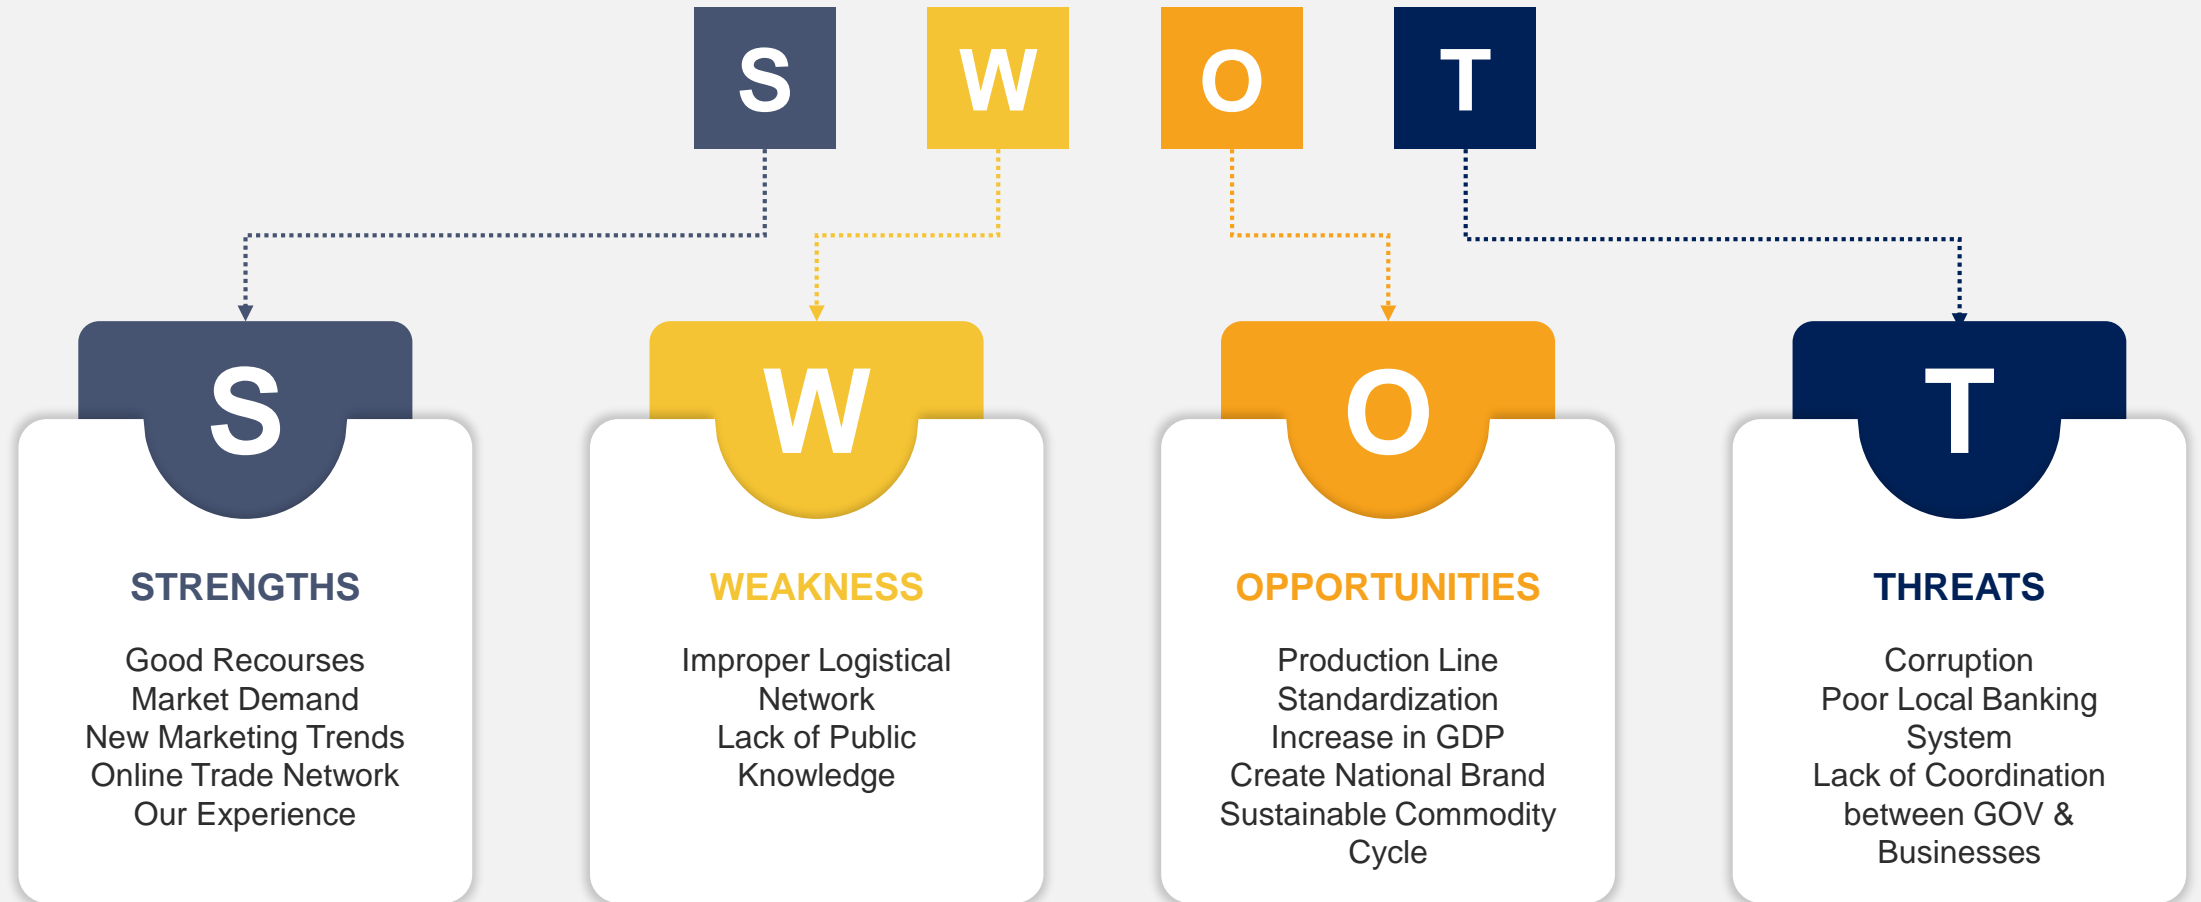 S
W
O
T
S
W
O
T
STRENGTHS
Good Recourses
Market Demand
New Marketing Trends
Online Trade Network
Our Experience
WEAKNESS
Improper Logistical
Network
Lack of Public
Knowledge
OPPORTUNITIES
Production Line
Standardization
Increase in GDP
Create National Brand
Sustainable Commodity
Cycle
THREATS
Corruption
Poor Local Banking
System
Lack of Coordination
between GOV &
Businesses